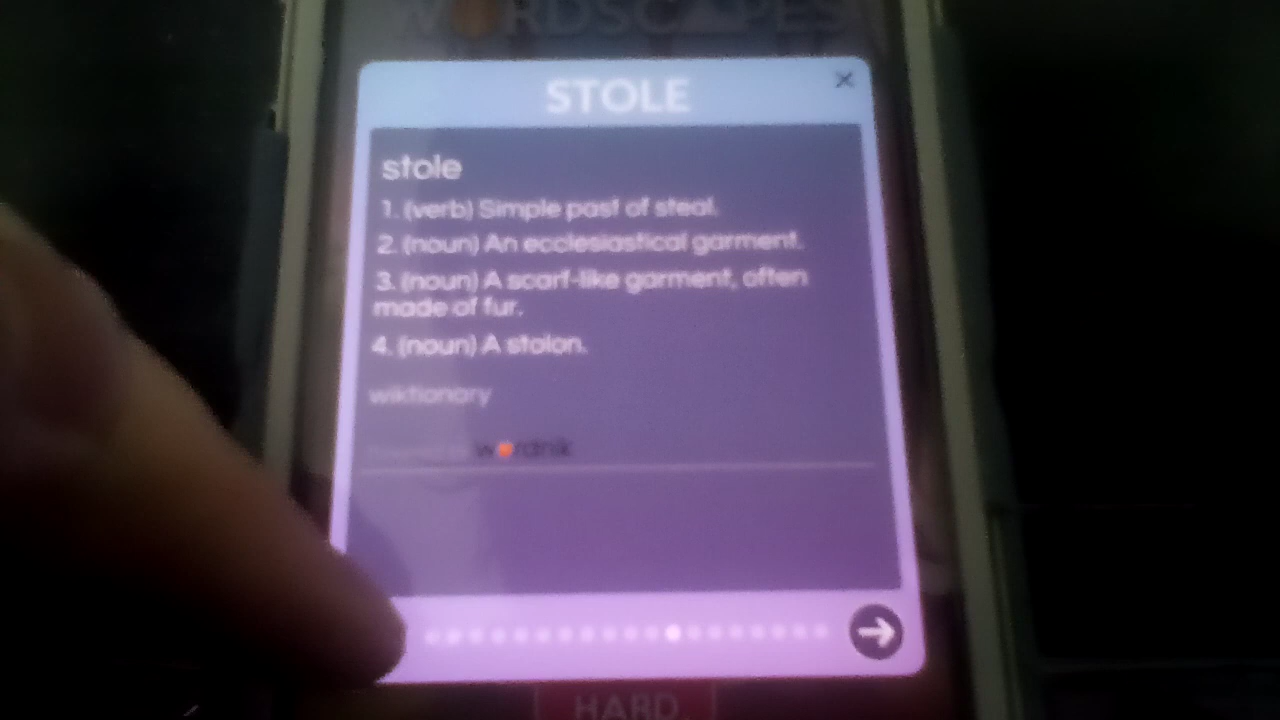 WORDSCAPES
STOLE
stole
1. (verb) Simple past of steal.
2. (noun) An ecclesiastical garment.
3. (noun) A scarf-like garment, often
made of fur.
4. (noun) A stolon.
wiktionary
wordnik
HARD